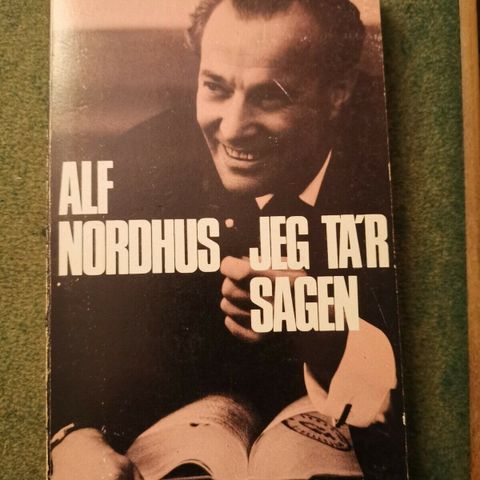 ALF
NORDHUS
JEG TA'R
SAGEN